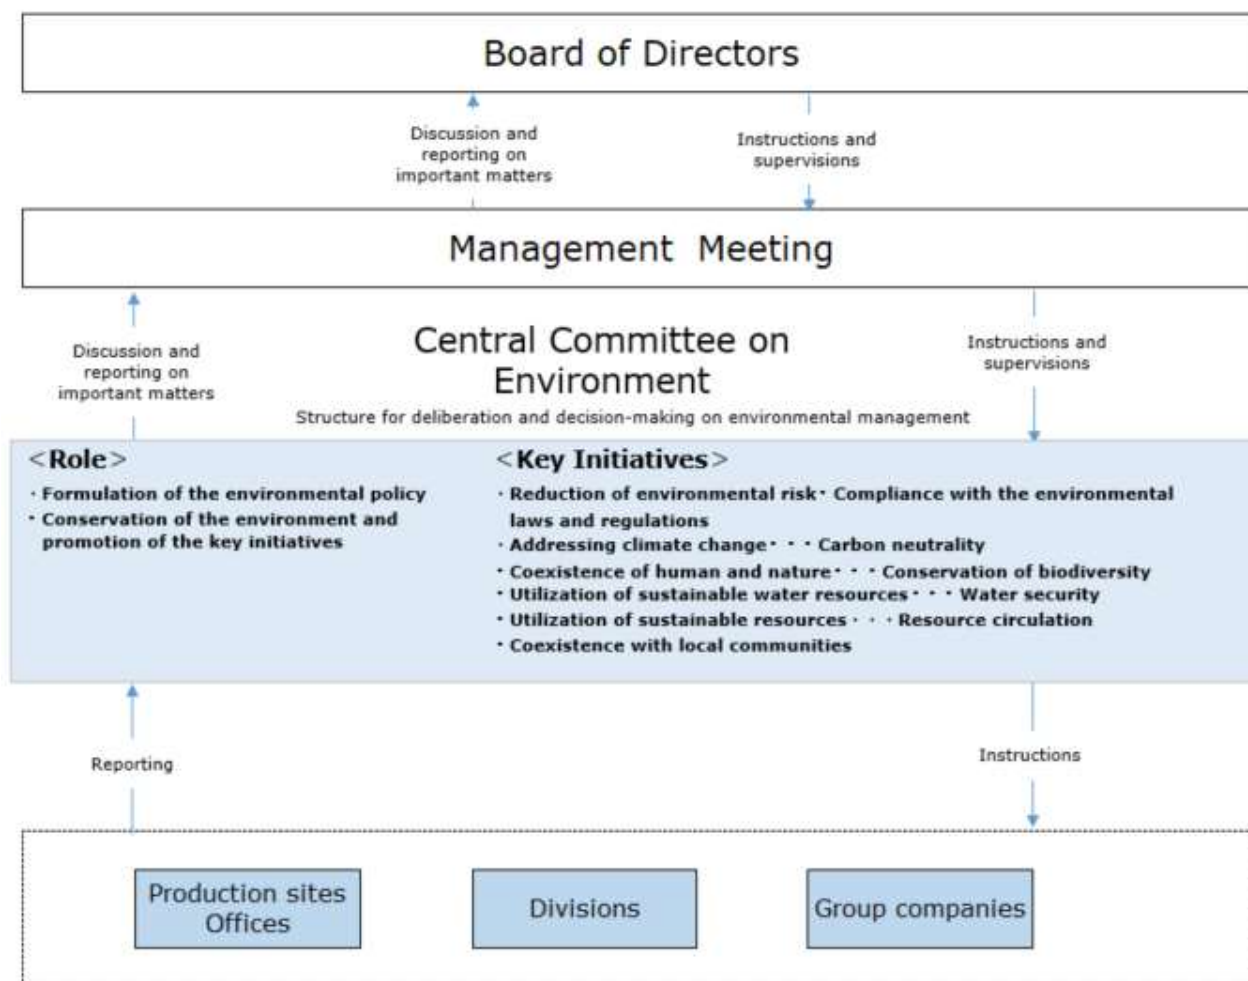 Board of Directors
Discussion and
reporting on
important matters
Instructions and
supervisions
Management Meeting
Discussion and
reporting on
important matters
Central Committee on
Environment
Structure for deliberation and decision-making on environmental management
Instructions and
supervisions
<Role>
・Formulation of the environmental policy
・Conservation of the environment and
promotion of the key initiatives
<Key Initiatives>
・Reduction of environmental risk・Compliance with the environmental
laws and regulations
・Addressing climate change・・・Carbon neutrality
・Coexistence of human and nature・・・Conservation of biodiversity
・Utilization of sustainable water resources・・・Water security
・Utilization of sustainable resources・・・Resource circulation
・Coexistence with local communities
Reporting
Instructions
Production sites
Offices
Divisions
Group companies